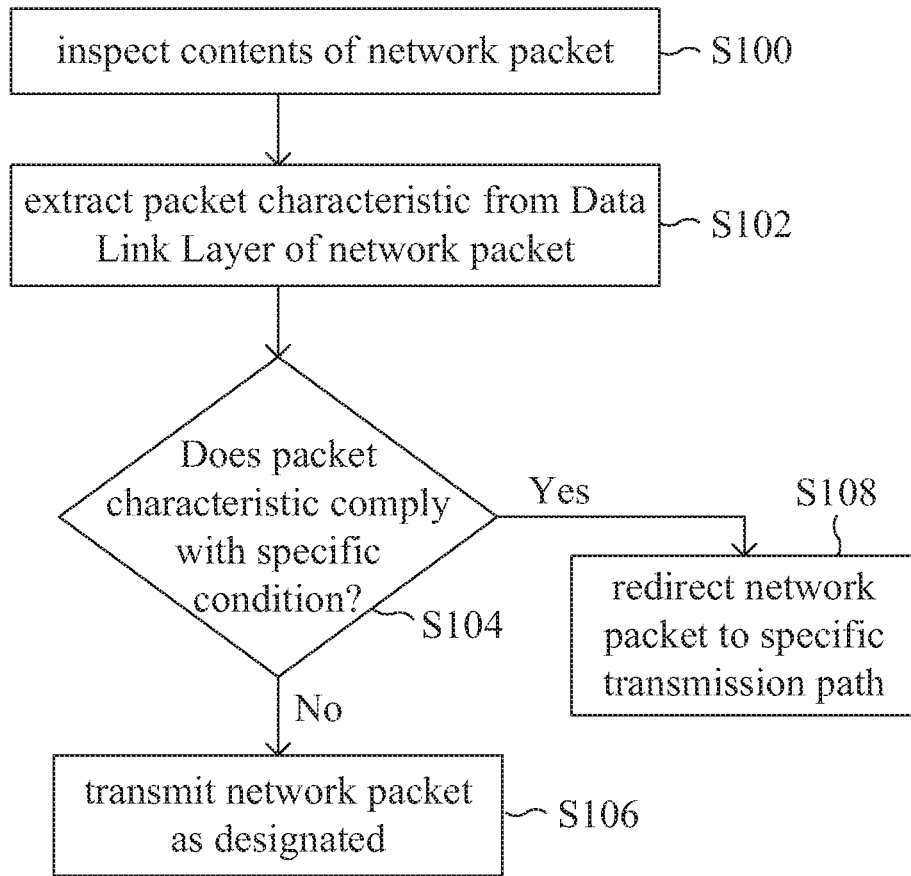 inspect contents of network packet
S100
extract packet characteristic from Data
Link Layer of network packet
S102
Does packet
characteristic comply
with specific
condition?
S104
Yes
S108
redirect network
packet to specific
transmission path
No
transmit network packet
as designated
S106